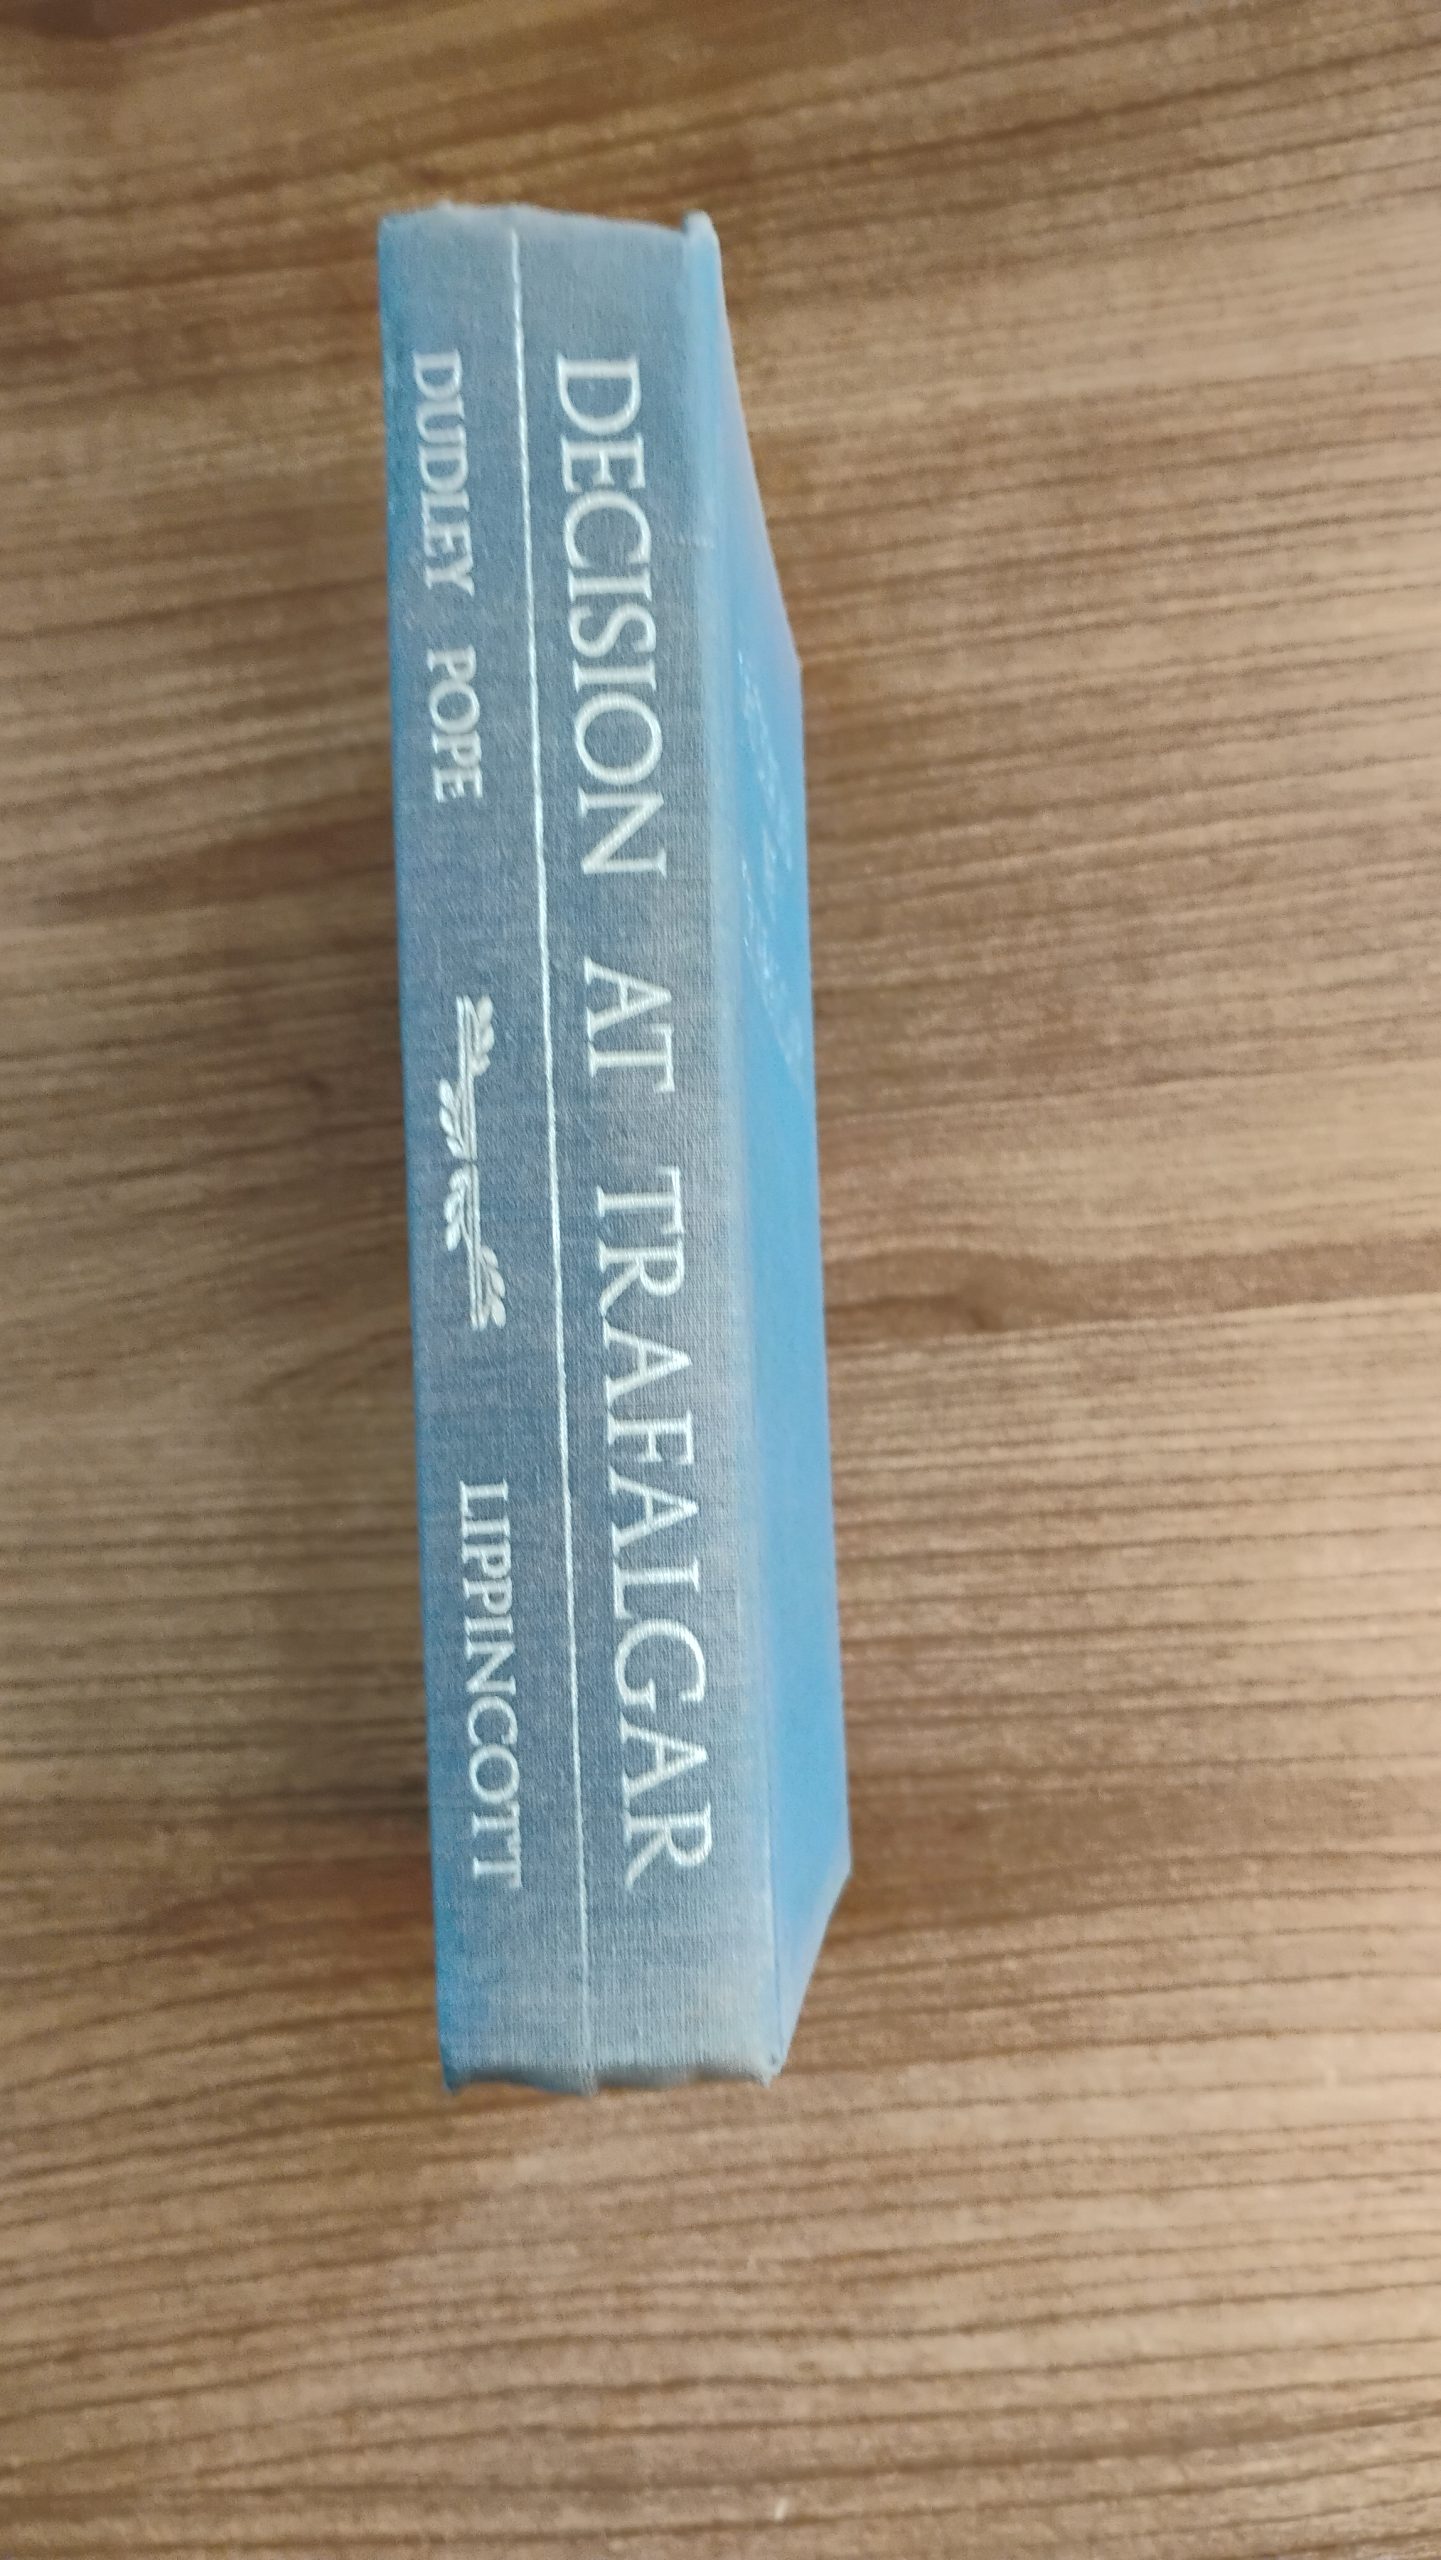 DECISION AT TRAFALGAR
DUDLEY POPE
LIPPINCOTT